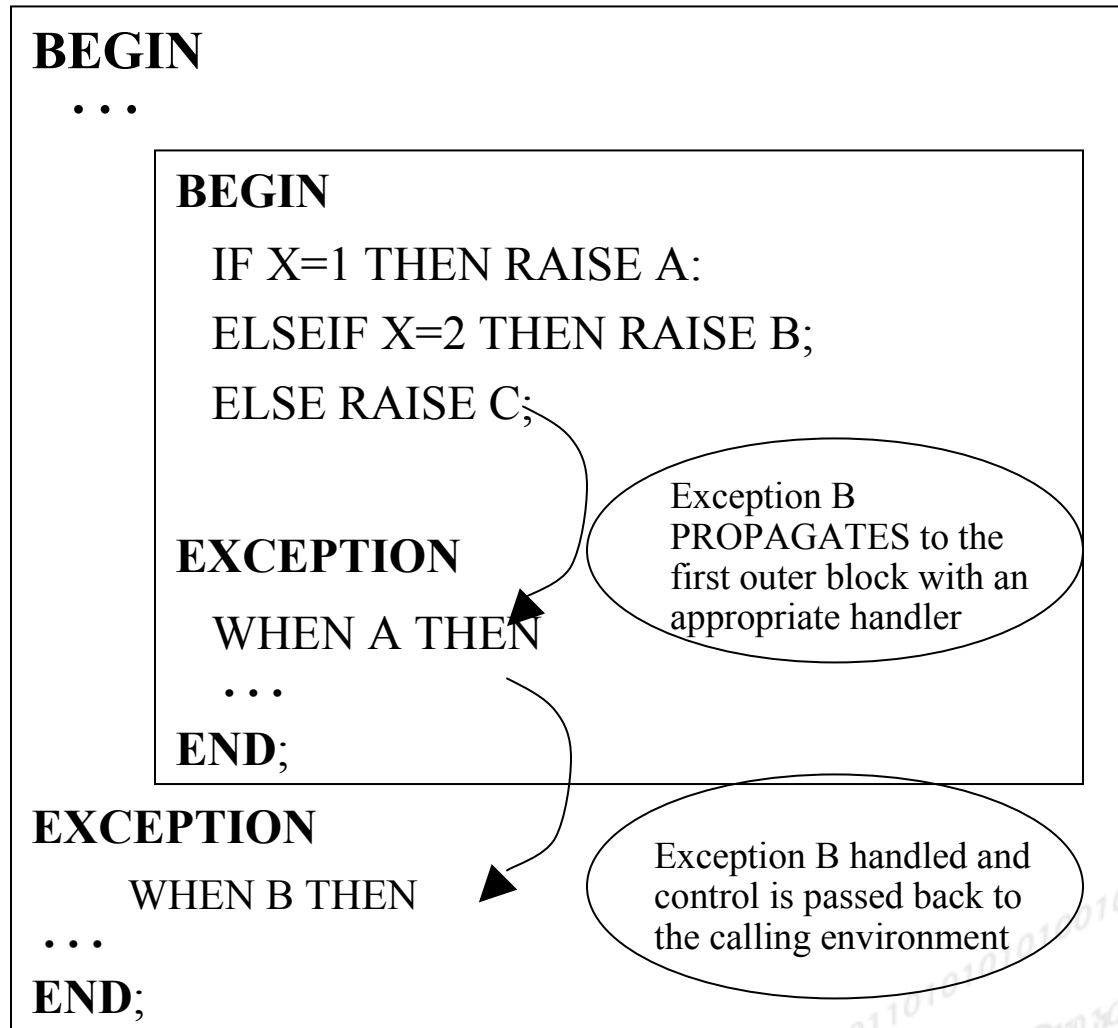 BEGIN
. . .
BEGIN
IF X=1 THEN RAISE A:
ELSEIF X=2 THEN RAISE B;
ELSE RAISE C;
Exception B
PROPAGATES to the
first outer block with an
appropriate handler
EXCEPTION
WHEN A THEN
. . .
END;
EXCEPTION
WHEN B THEN
Exception B handled and
control is passed back to
the calling environment
. . .
END;